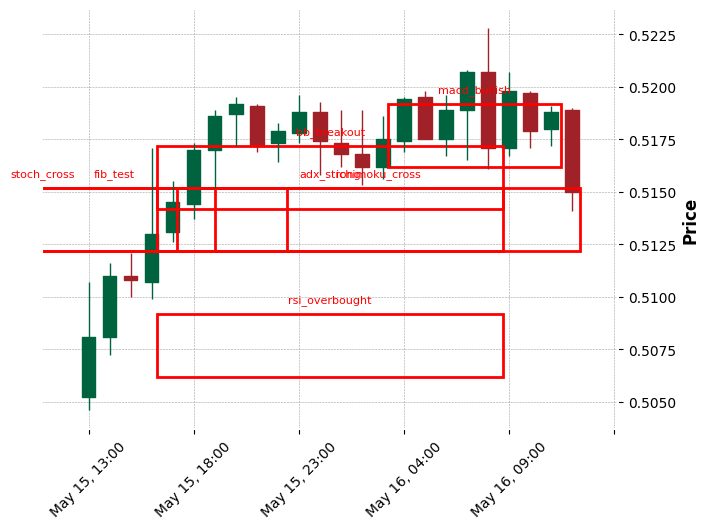 0.5225
0.5200
macd_bullish
fib_breakout
0.5175
stoch_cross
fib_test
adx_strong
ichimoku_cross
0.5150
0.5125
0.5100
rsi_overbought
0.5075
0.5050
Price
May 15, 13:00
May 15, 18:00
May 15, 23:00
May 16, 04:00
May 16, 09:00